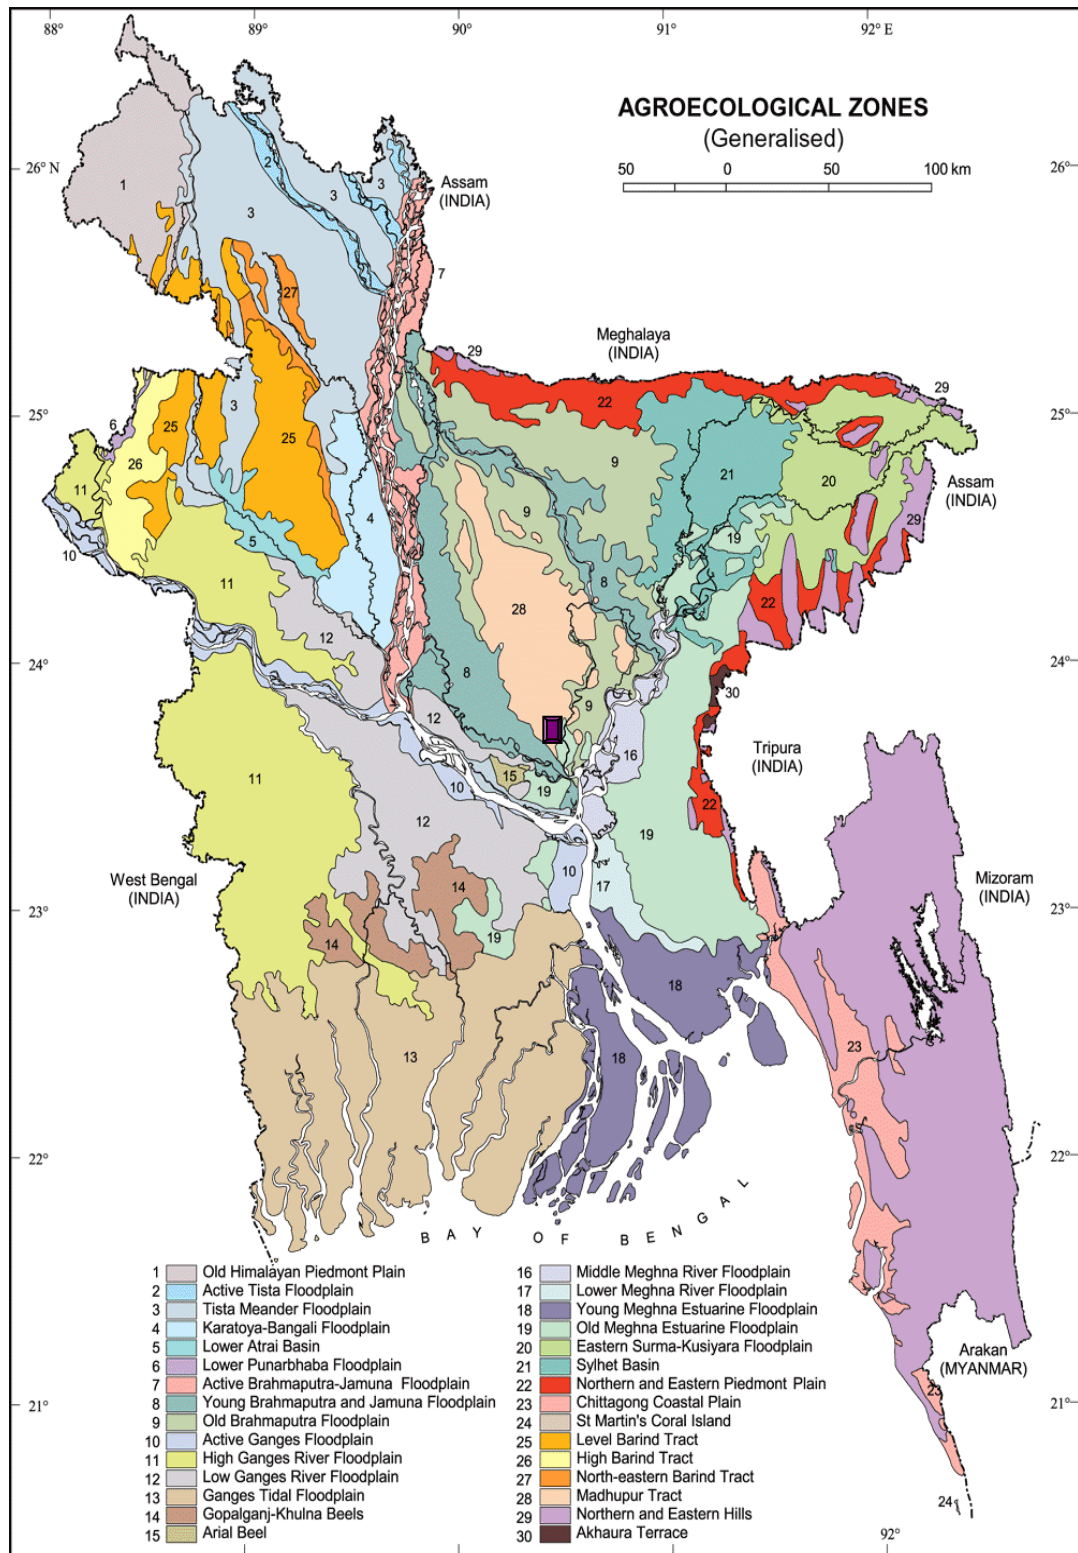 88°
89°
90°
91°
92° E
AGROECOLOGICAL ZONES
(Generalised)
50 0 50 100 km
26° N
26°
Assam
(INDIA)
1
2
3
3
3
3
7
27
Meghalaya
(INDIA)
29
29
25°
25°
22
6
25
3
25
26
9
21
20
11
4
9
19
Assam
(INDIA)
29
10
5
11
8
28
22
12
24°
24°
8
30
12
9
16
Tripura
(INDIA)
11
15
10
19
22
12
19
10
West Bengal
(INDIA)
14
17
Mizoram
(INDIA)
23°
23°
14
19
18
13
18
23
22°
22°
BAY OF BENGAL
1 Old Himalayan Piedmont Plain
2 Active Tista Floodplain
3 Tista Meander Floodplain
4 Karatoya-Bangali Floodplain
5 Lower Atrai Basin
6 Lower Punarbhaba Floodplain
7 Active Brahmaputra-Jamuna Floodplain
8 Young Brahmaputra and Jamuna Floodplain
9 Old Brahmaputra Floodplain
10 Active Ganges Floodplain
11 High Ganges River Floodplain
12 Low Ganges River Floodplain
13 Ganges Tidal Floodplain
14 Gopalganj-Khulna Beels
15 Arial Beel
16 Middle Meghna River Floodplain
17 Lower Meghna River Floodplain
18 Young Meghna Estuarine Floodplain
19 Old Meghna Estuarine Floodplain
20 Eastern Surma-Kusiyara Floodplain
21 Sylhet Basin
22 Northern and Eastern Piedmont Plain
23 Chittagong Coastal Plain
24 St Martin's Coral Island
25 Level Barind Tract
26 High Barind Tract
27 North-eastern Barind Tract
28 Madhupur Tract
29 Northern and Eastern Hills
30 Akhaura Terrace
Arakan
(MYANMAR)
23
21°
21°
24
92°